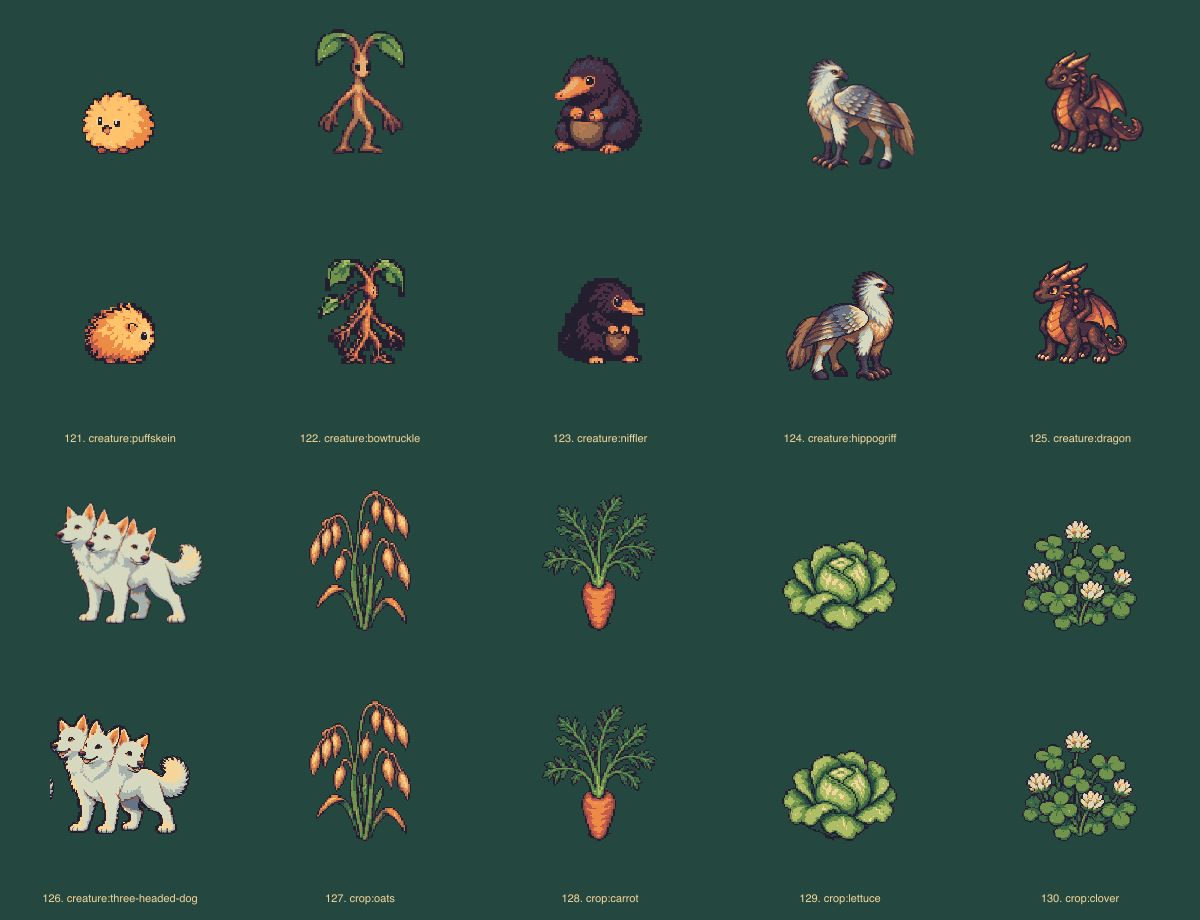 121. creature:puffskein
122. creature:bowtruckle
123. creature:niffler
124. creature:hippogriff
125. creature:dragon
126. creature:three-headed-dog
127. crop:oats
128. crop:carrot
129. crop:lettuce
130. crop:clover